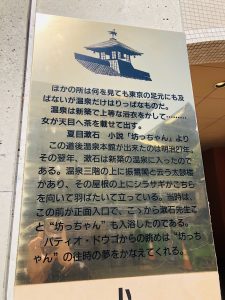 ほかの所は何を見ても東京の足元にも及
ばないが温泉だけはりっぱなものだ。
温泉は新築で上等な浴衣をかして………
女が天目へ茶を載せて出す。
夏目漱石 小説「坊っちゃん」より
この道後温泉本館が出来たのは明治27年、
その翌年、漱石は新築の温泉に入ったので
ある。温泉三階の上に振鷺閣と云う太鼓楼
があり、その屋根の上にシラサギがこちら
を向いて羽ばたいて立っている。当時は、
この前が正面入口で、こっから漱石先生こ
と“坊っちゃん”も入浴したのである。
パティオ・ドウゴからの眺めは“坊っち
ゃん”の往時の夢をかなえてくれる。